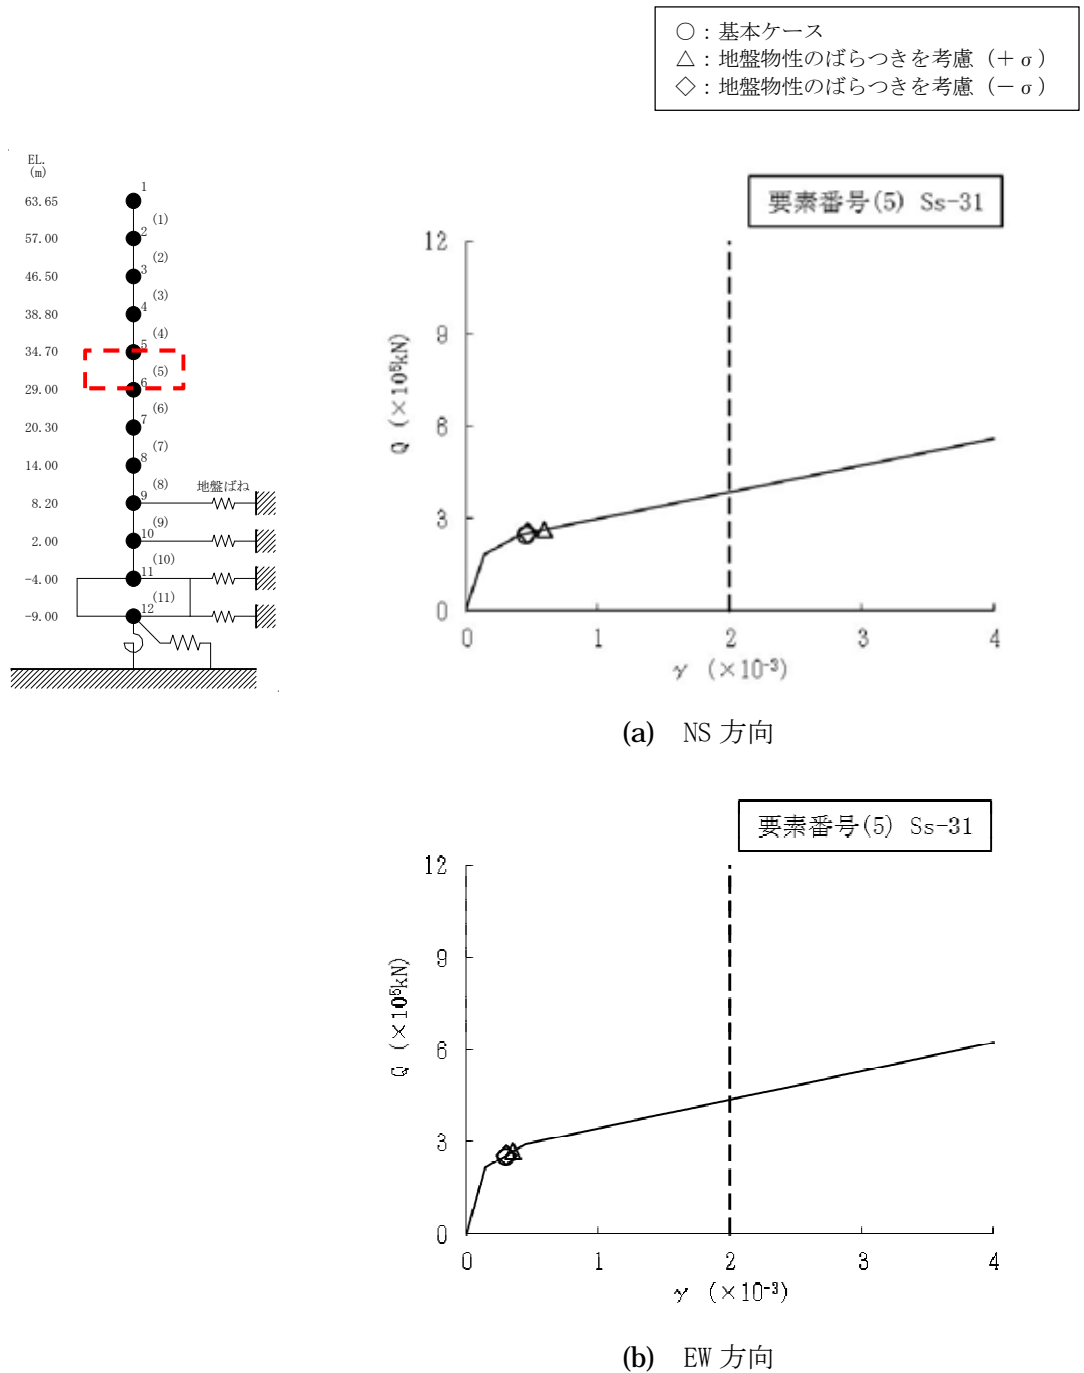 ○：基本ケース
△：地盤物性のばらつきを考慮（＋σ）
◇：地盤物性のばらつきを考慮（－σ）
EL.
(m)
63.65
57.00
46.50
38.80
34.70
29.00
20.30
14.00
8.20
2.00
-4.00
-9.00
1
(1)
2
(2)
3
(3)
4
(4)
5
(5)
6
(6)
7
(7)
8
(8)
9
(9)
10
(10)
11
(11)
12
地盤ばね
要素番号(5) Ss-31
Q (×10⁵kN)
12
9
6
3
0
0 1 2 3 4
γ (×10⁻³)
(a) NS 方向
要素番号(5) Ss-31
Q (×10⁵kN)
12
9
6
3
0
0 1 2 3 4
γ (×10⁻³)
(b) EW 方向